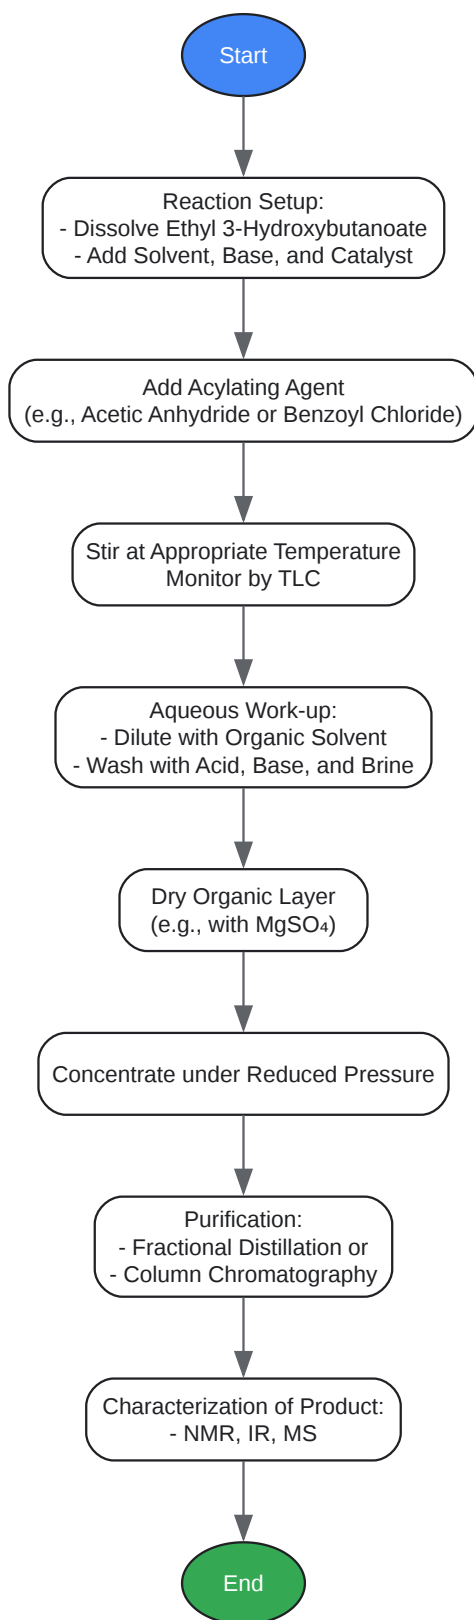 Start
Reaction Setup:
- Dissolve Ethyl 3-Hydroxybutanoate
- Add Solvent, Base, and Catalyst
Add Acylating Agent
(e.g., Acetic Anhydride or Benzoyl Chloride)
Stir at Appropriate Temperature
Monitor by TLC
Aqueous Work-up:
- Dilute with Organic Solvent
- Wash with Acid, Base, and Brine
Dry Organic Layer
(e.g., with MgSO₄)
Concentrate under Reduced Pressure
Purification:
- Fractional Distillation or
- Column Chromatography
Characterization of Product:
- NMR, IR, MS
End